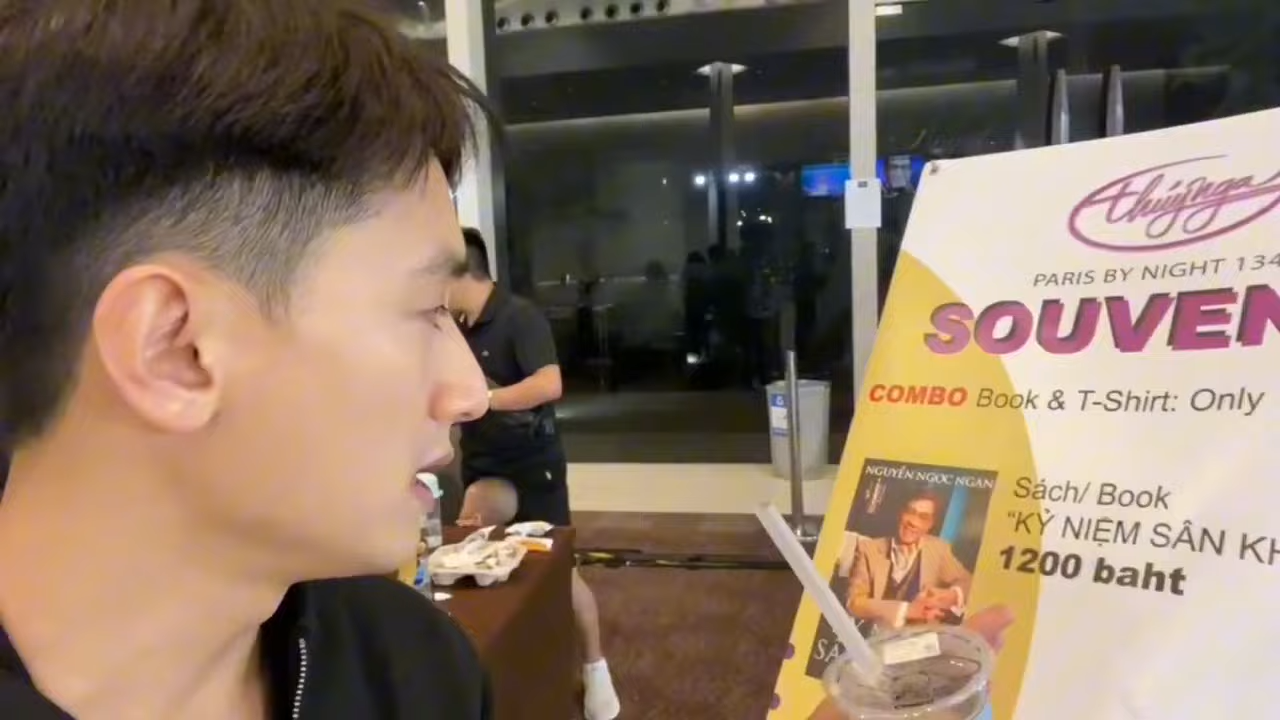 thúy nga
PARIS BY NIGHT 134
SOUVEN
COMBO Book & T-Shirt: Only
NGUYỄN NGỌC NGẠN
Sách/ Book
"KỶ NIỆM SÂN KH
1200 baht